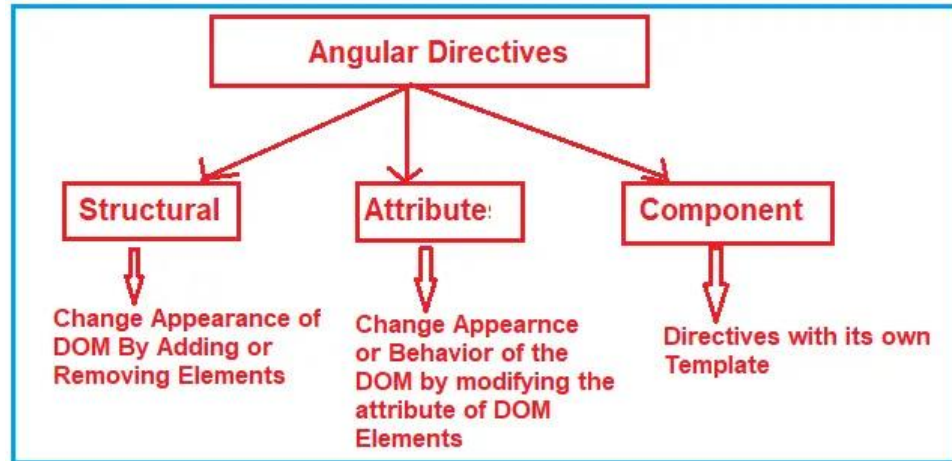 Angular Directives
Structural
Attributes
Component
Change Appearance of
DOM By Adding or
Removing Elements
Change Appearnce
or Behavior of the
DOM by modifying the
attribute of DOM
Elements
Directives with its own
Template